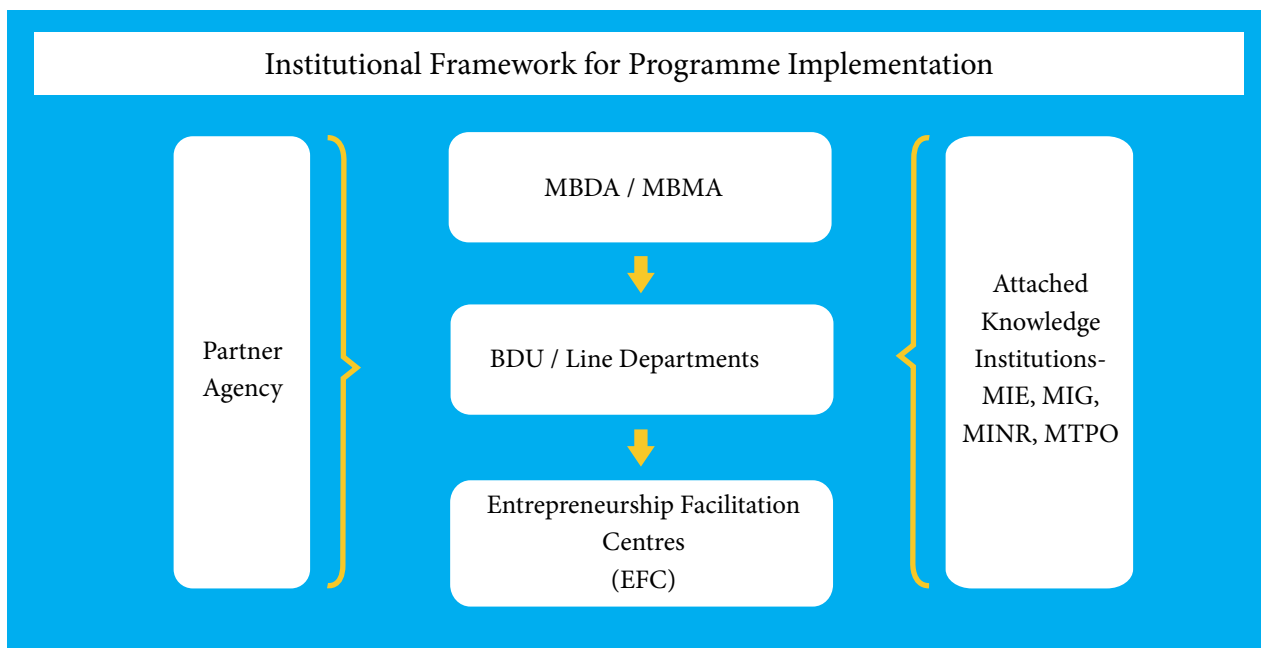 Institutional Framework for Programme Implementation
Partner
Agency
MBDA / MBMA
BDU / Line Departments
Entrepreneurship Facilitation
Centres
(EFC)
Attached
Knowledge
Institutions-
MIE, MIG,
MINR, MTPO